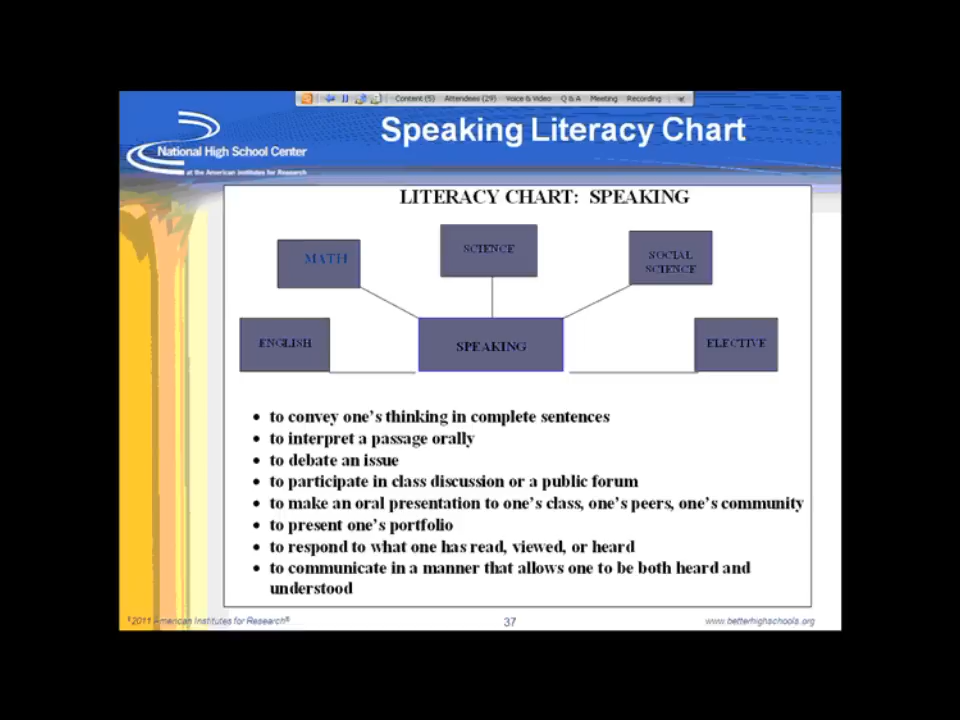 Content (5) Attendees (29) Voice & Video Q & A Meeting Recording
Speaking Literacy Chart
National High School Center
at the American Institutes for Research
LITERACY CHART: SPEAKING
MATH
SCIENCE
SOCIAL
SCIENCE
ENGLISH
SPEAKING
ELECTIVE
• to convey one's thinking in complete sentences
• to interpret a passage orally
• to debate an issue
• to participate in class discussion or a public forum
• to make an oral presentation to one's class, one's peers, one's community
• to present one's portfolio
• to respond to what one has read, viewed, or heard
• to communicate in a manner that allows one to be both heard and
understood
2011 American Institutes for Research®
37
www.betterhighschools.org